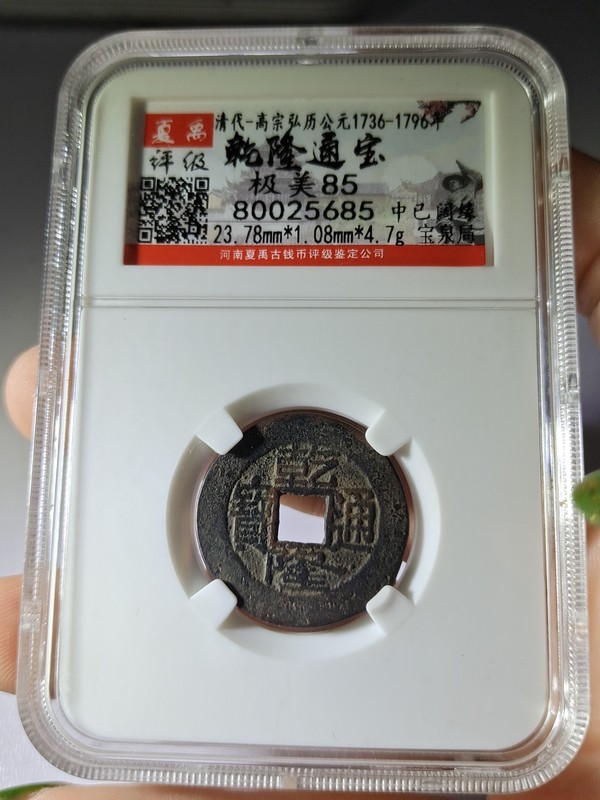 清代-高宗弘历公元1736-1796年
夏禹
评级
乾隆通宝
极美85
80025685 中已阔缘
23.78mm*1.08mm*4.7g 宝泉局
河南夏禹古钱币评级鉴定公司
乾隆通寶